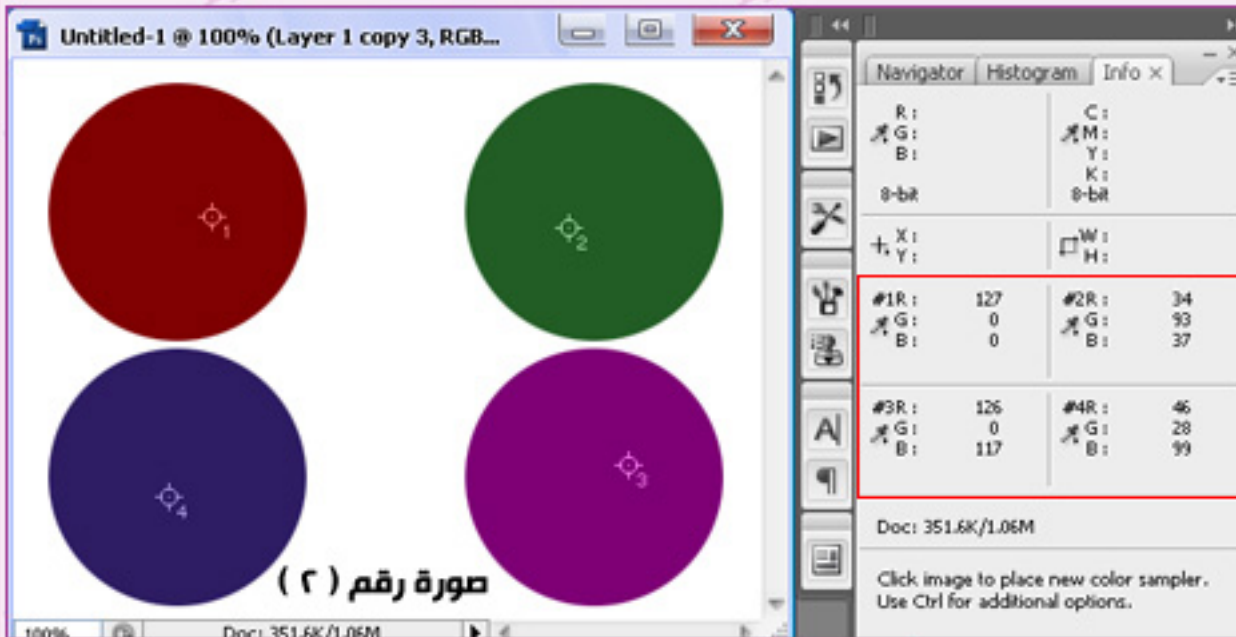 Untitled-1 @ 100% (Layer 1 copy 3, RGB...
1
2
4
3
صورة رقم ( ٢ )
100%
Doc: 351.6K/1.06M
Navigator Histogram Info ×
R : C :
G : M :
B : Y :
K :
8-bit 8-bit
X : W :
Y : H :
#1R : 127 #2R : 34
G : 0 G : 93
B : 0 B : 37
#3R : 126 #4R : 46
G : 0 G : 28
B : 117 B : 99
Doc: 351.6K/1.06M
Click image to place new color sampler.
Use Ctrl for additional options.